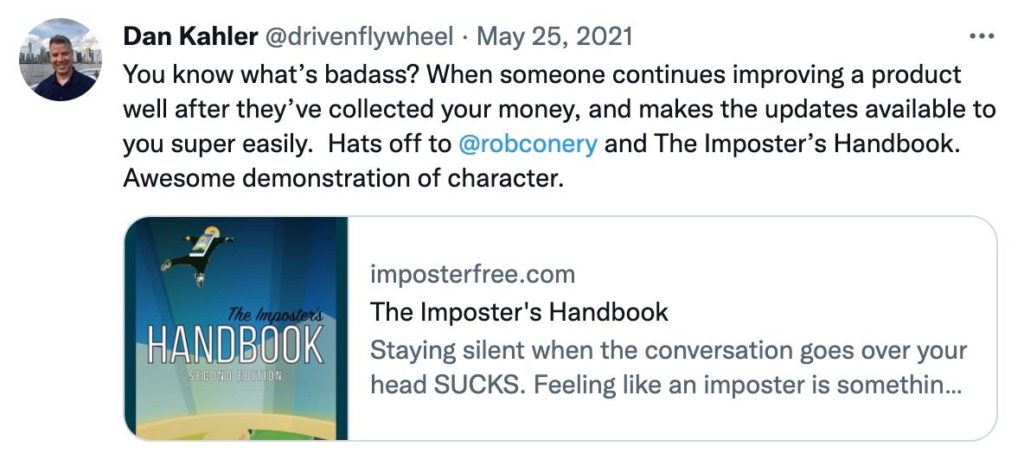 Dan Kahler @drivenflywheel · May 25, 2021
You know what’s badass? When someone continues improving a product
well after they’ve collected your money, and makes the updates available to
you super easily.  Hats off to @robconery and The Imposter’s Handbook.
Awesome demonstration of character.
The Imposter's
HANDBOOK
SECOND EDITION
imposterfree.com
The Imposter's Handbook
Staying silent when the conversation goes over your
head SUCKS. Feeling like an imposter is somethin...